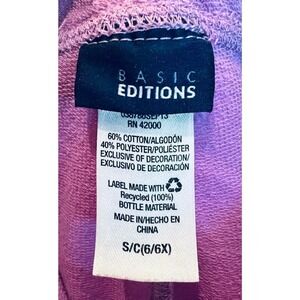 BASIC
EDITIONS
RN 42000
60% COTTON/ALGODÓN
40% POLYESTER/POLIÉSTER
EXCLUSIVE OF DECORATION/
EXCLUSIVO DE DECORACIÓN
LABEL MADE WITH
Recycled (100%)
BOTTLE MATERIAL
MADE IN/HECHO EN
CHINA
S/C(6/6X)